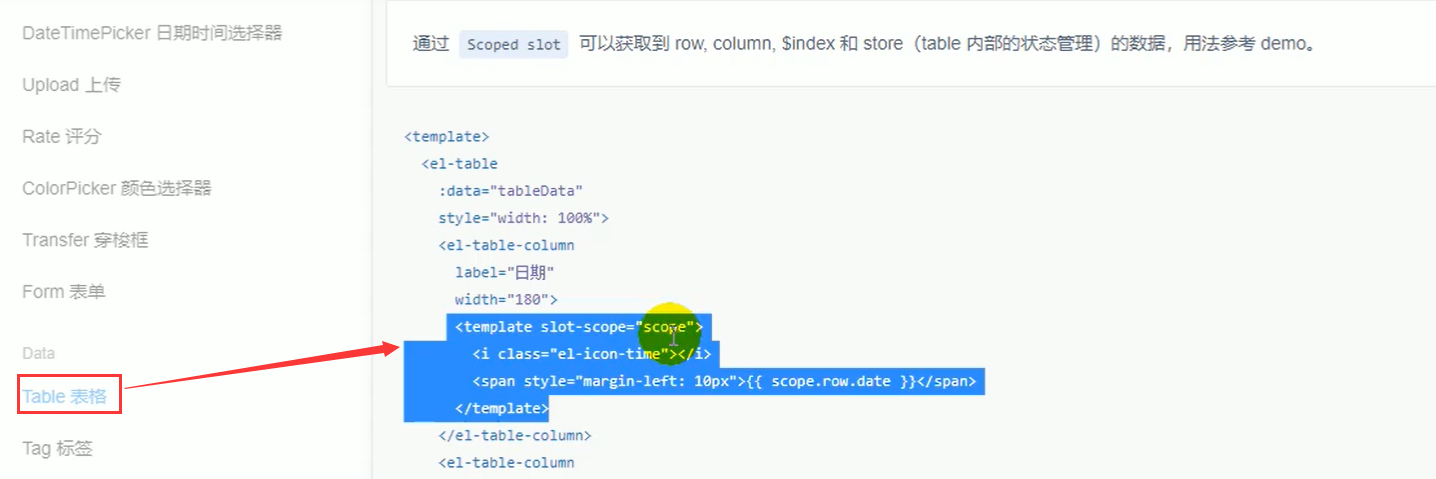 DateTimePicker 日期时间选择器
Upload 上传
Rate 评分
ColorPicker 颜色选择器
Transfer 穿梭框
Form 表单
Data
Table 表格
Tag 标签
通过 Scoped slot 可以获取到 row, column, $index 和 store（table 内部的状态管理）的数据，用法参考 demo。
<template>
<el-table
:data="tableData"
style="width: 100%">
<el-table-column
label="日期"
width="180">
<template slot-scope="scope">
<i class="el-icon-time"></i>
<span style="margin-left: 10px">{{ scope.row.date }}</span>
</template>
</el-table-column>
<el-table-column